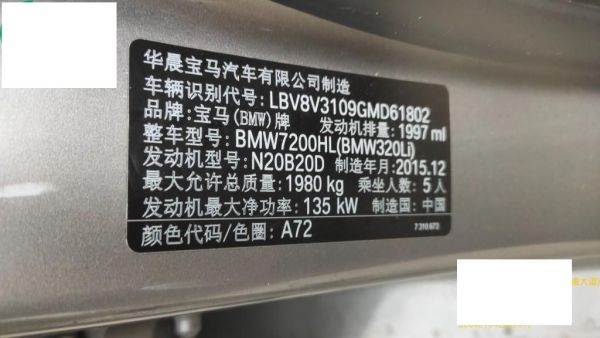 华晨宝马汽车有限公司制造
车辆识别代号: LBV8V3109GMD61802
品牌: 宝马(BMW)牌 发动机排量: 1997 ml
整车型号: BMW7200HL(BMW320Li)
发动机型号: N20B20D 制造年月: 2015.12
最大允许总质量: 1980 kg 乘坐人数: 5 人
发动机最大净功率: 135 kW 制造国: 中国
颜色代码/色圈: A72 7 310 673